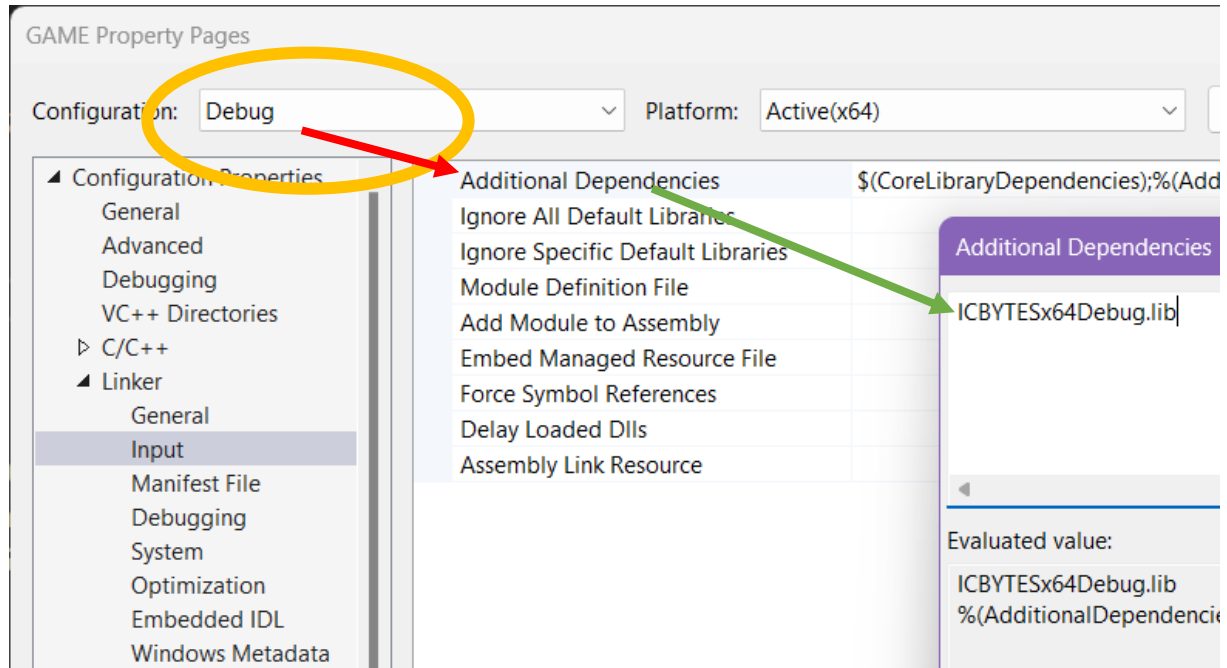 GAME Property Pages
Configuration: Debug Platform: Active(x64)
Configuration Properties
General
Advanced
Debugging
VC++ Directories
C/C++
Linker
General
Input
Manifest File
Debugging
System
Optimization
Embedded IDL
Windows Metadata
Additional Dependencies $(CoreLibraryDependencies);%(Add
Ignore All Default Libraries
Ignore Specific Default Libraries
Module Definition File
Add Module to Assembly
Embed Managed Resource File
Force Symbol References
Delay Loaded Dlls
Assembly Link Resource
Additional Dependencies
ICBYTESx64Debug.lib
Evaluated value:
ICBYTESx64Debug.lib
%(AdditionalDependencie